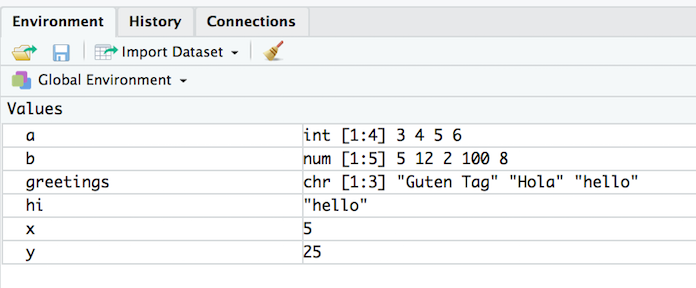 Environment History Connections
Import Dataset
Global Environment
Values
a int [1:4] 3 4 5 6
b num [1:5] 5 12 2 100 8
greetings chr [1:3] "Guten Tag" "Hola" "hello"
hi "hello"
x 5
y 25